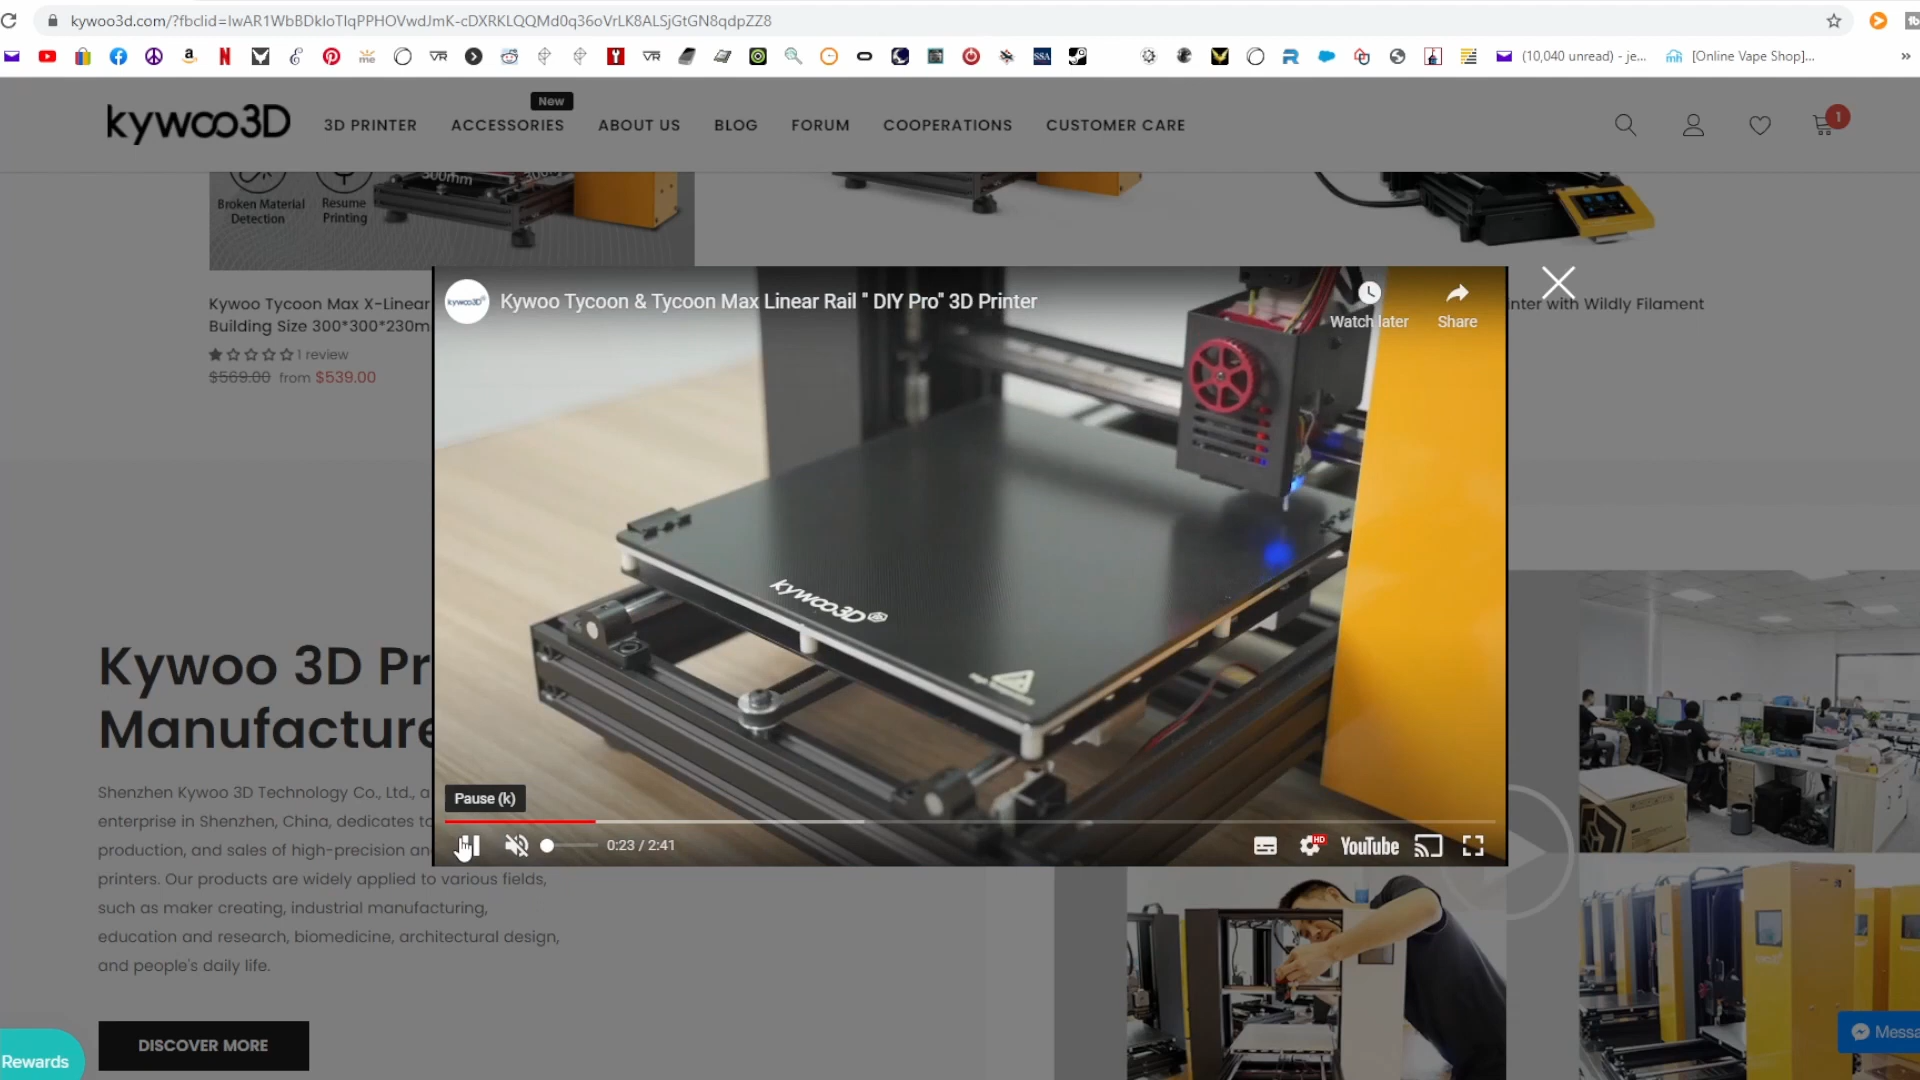 kywoo3d.com/?fbclid=IwAR1WbBDkIoTlqPPHOVwdJmK-cDXRKLQQMd0q36oVrLK8ALSjGtGN8qdpZZ8
(10,040 unread) - je...
[Online Vape Shop]...
kywoo3D
3D PRINTER
New
ACCESSORIES
ABOUT US
BLOG
FORUM
COOPERATIONS
CUSTOMER CARE
1
300mm
Broken Material
Detection
Resume
Printing
Kywoo Tycoon Max X-Linear
Building Size 300*300*230m
1 review
$569.00 from $539.00
nter with Wildly Filament
Kywoo Tycoon & Tycoon Max Linear Rail " DIY Pro" 3D Printer
Watch later
Share
kywoo3D
Pause (k)
0:23 / 2:41
HD
YouTube
Kywoo 3D Pr
Manufacture
Shenzhen Kywoo 3D Technology Co., Ltd., a
enterprise in Shenzhen, China, dedicates to
production, and sales of high-precision an
printers. Our products are widely applied to various fields,
such as maker creating, industrial manufacturing,
education and research, biomedicine, architectural design,
and people's daily life.
DISCOVER MORE
Rewards
Messa